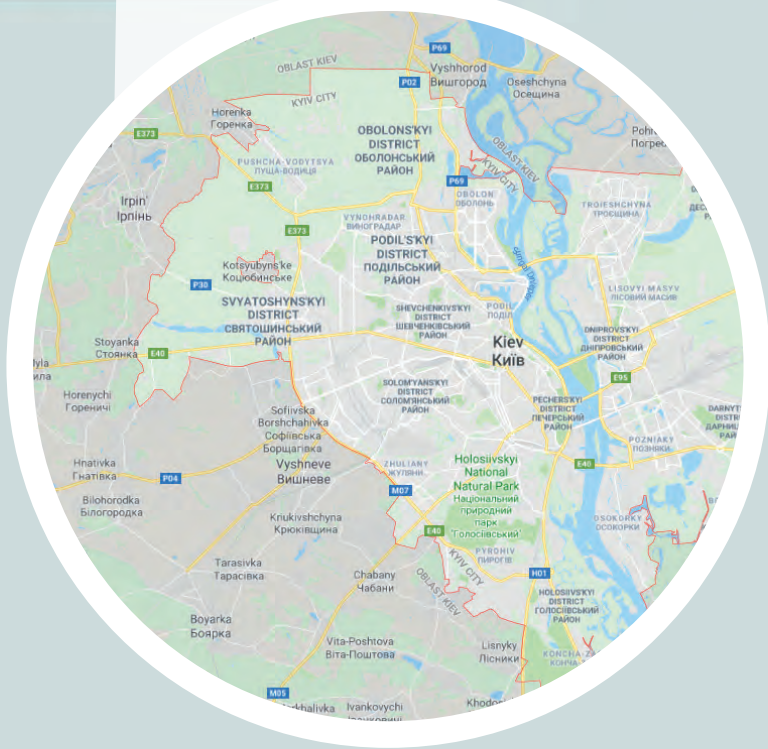 P69
Vyshhorod
Вишгород
Oseshchyna
Осещина
OBLAST KIEV
KYIV CITY
P02
Horenka
Горенка
E373
OBOLONS'KYI
DISTRICT
ОБОЛОНСЬКИЙ
РАЙОН
OBLAST KIEV
KYIV CITY
PUSHCHA-VODYTSYA
ПУЩА-ВОДИЦЯ
E373
P69
OBOLON
ОБОЛОНЬ
TROIESHCHYNA
ТРОЄЩИНА
Irpin'
Ірпінь
E373
VYNOHRADAR
ВИНОГРАДАР
PODIL'S'KYI
DISTRICT
ПОДІЛЬСЬКИЙ
РАЙОН
Kotsyubyns'ke
Коцюбинське
P30
LISOVYI MASYV
ЛІСОВИЙ МАСИВ
SVYATOSHYNS'KYI
DISTRICT
СВЯТОШИНСЬКИЙ
РАЙОН
SHEVCHENKIVS'KYI
DISTRICT
ШЕВЧЕНКІВСЬКИЙ
РАЙОН
PODIL
ПОДІЛ
Kiev
Київ
DNIPROVS'KYI
DISTRICT
ДНІПРОВСЬКИЙ
РАЙОН
Stoyanka
Стоянка
E40
E95
Horenychi
Гореничі
SOLOM'YANS'KYI
DISTRICT
СОЛОМ'ЯНСЬКИЙ
РАЙОН
PECHERS'KYI
DISTRICT
ПЕЧЕРСЬКИЙ
РАЙОН
Sofiivska
Borshchahivka
Софіївська
Борщагівка
POZNIAKY
ПОЗНЯКИ
Hnativka
Гнатівка
P04
Vyshneve
Вишневе
ZHULIANY
ЖУЛЯНИ
Holosiivskyi
National
Natural Park
Національний
природний
парк
"Голосіївський"
E40
M07
Bilohorodka
Білогородка
Kriukivshchyna
Крюківщина
OSOKORKY
ОСОКОРКИ
E40
Tarasivka
Тарасівка
Chabany
Чабани
KYIV CITY
OBLAST KIEV
PYROHIV
ПИРОГІВ
H01
HOLOSIIVS'KYI
DISTRICT
ГОЛОСІЇВСЬКИЙ
РАЙОН
Boyarka
Боярка
Vita-Poshtova
Віта-Поштова
Lisnyky
Лісники
M05
Ivankovychi